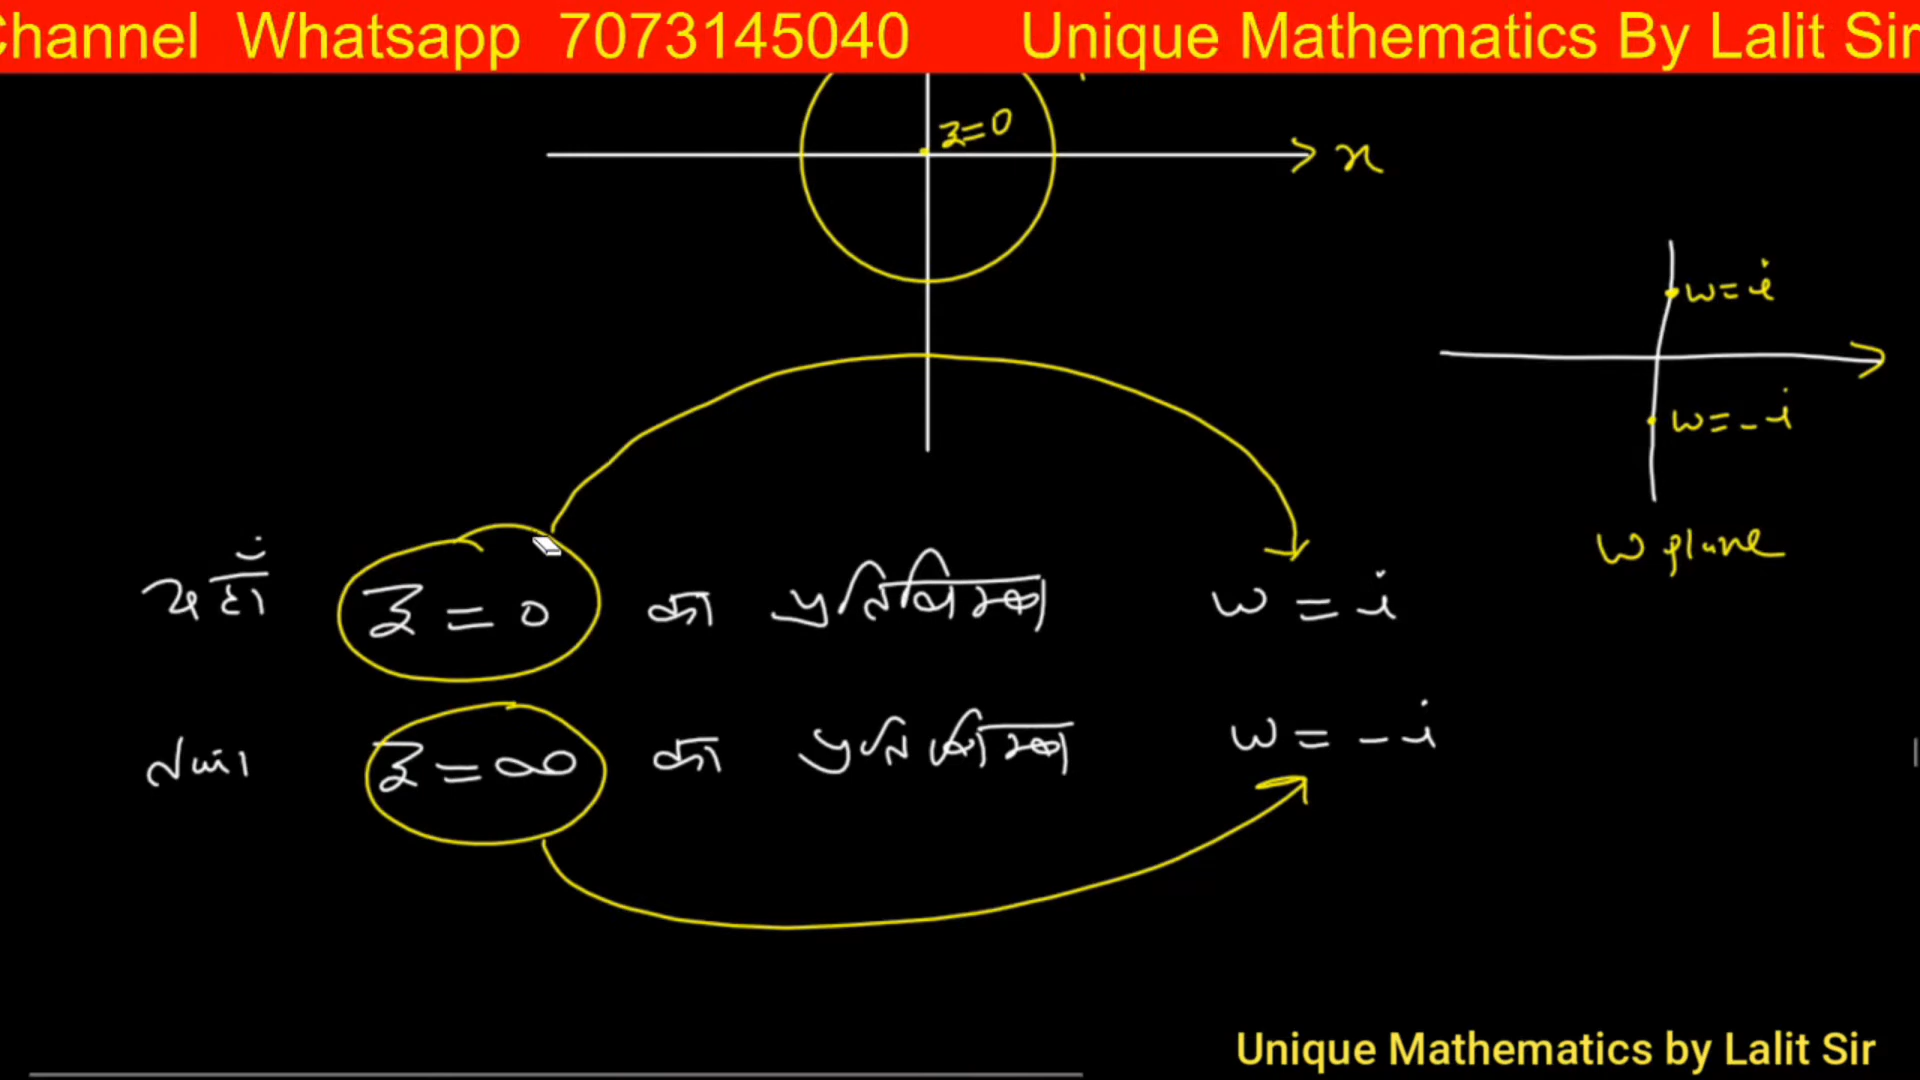 Channel Whatsapp 7073145040 Unique Mathematics By Lalit Sir
z=0
x
w=i
w=-i
w plane
यहाँ z=0 का प्रतिबिम्ब w=i
तथा z=∞ का प्रतिबिम्ब w=-i
Unique Mathematics by Lalit Sir